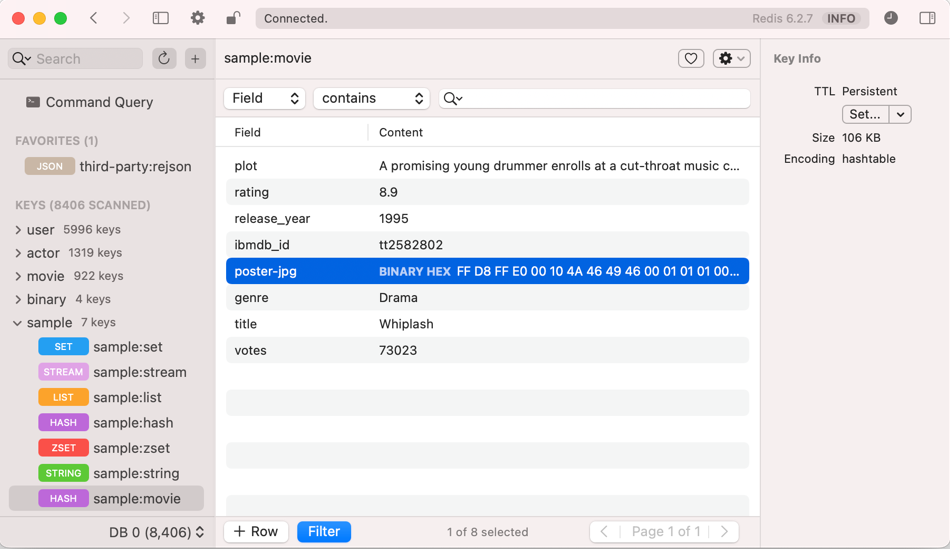 Connected. Redis 6.2.7 INFO
Search
Command Query
FAVORITES (1)
JSON third-party:rejson
KEYS (8406 SCANNED)
user 5996 keys
actor 1319 keys
movie 922 keys
binary 4 keys
sample 7 keys
SET sample:set
STREAM sample:stream
LIST sample:list
HASH sample:hash
ZSET sample:zset
STRING sample:string
HASH sample:movie
DB 0 (8,406)
sample:movie
Field contains
Field Content
plot A promising young drummer enrolls at a cut-throat music c...
rating 8.9
release_year 1995
ibmdb_id tt2582802
poster-jpg BINARY HEX FF D8 FF E0 00 10 4A 46 49 46 00 01 01 01 00...
genre Drama
title Whiplash
votes 73023
+ Row Filter 1 of 8 selected Page 1 of 1
Key Info
TTL Persistent
Set...
Size 106 KB
Encoding hashtable